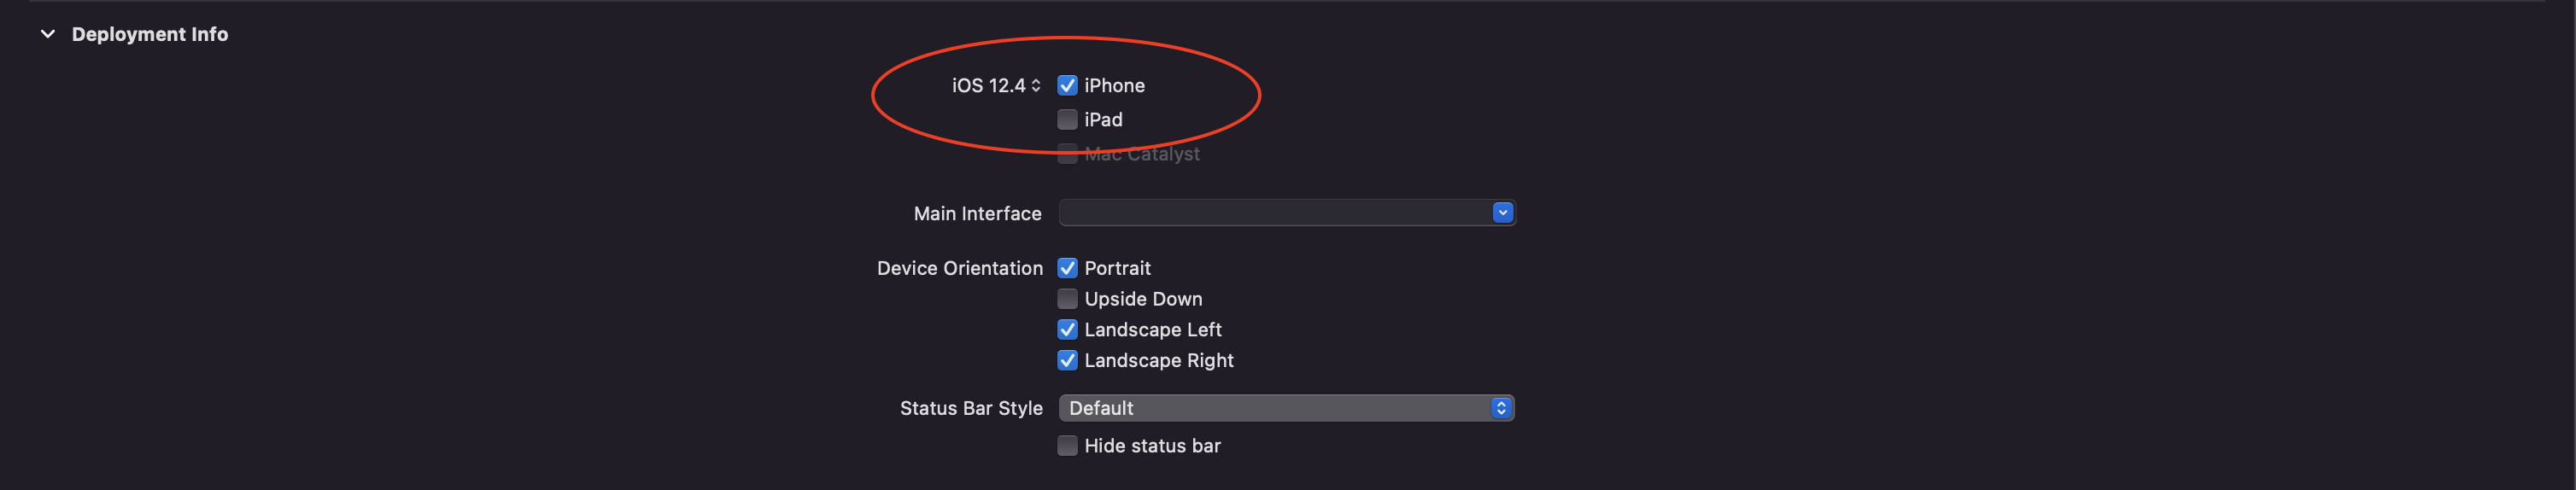 Deployment Info
iOS 12.4 iPhone
iPad
Mac Catalyst
Main Interface
Device Orientation Portrait
Upside Down
Landscape Left
Landscape Right
Status Bar Style Default
Hide status bar